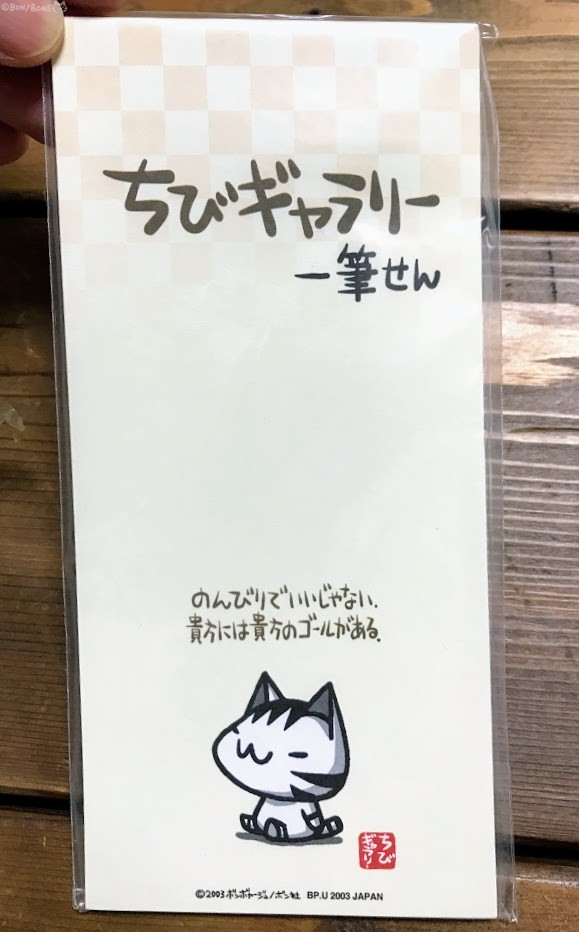 ちびギャラリー
一筆せん
のんびりでいいじゃない.
貴方には貴方のゴールがある.
ちび
ギャラリー
©2003 ボンボヤージュ/ボン社 BP.U 2003 JAPAN